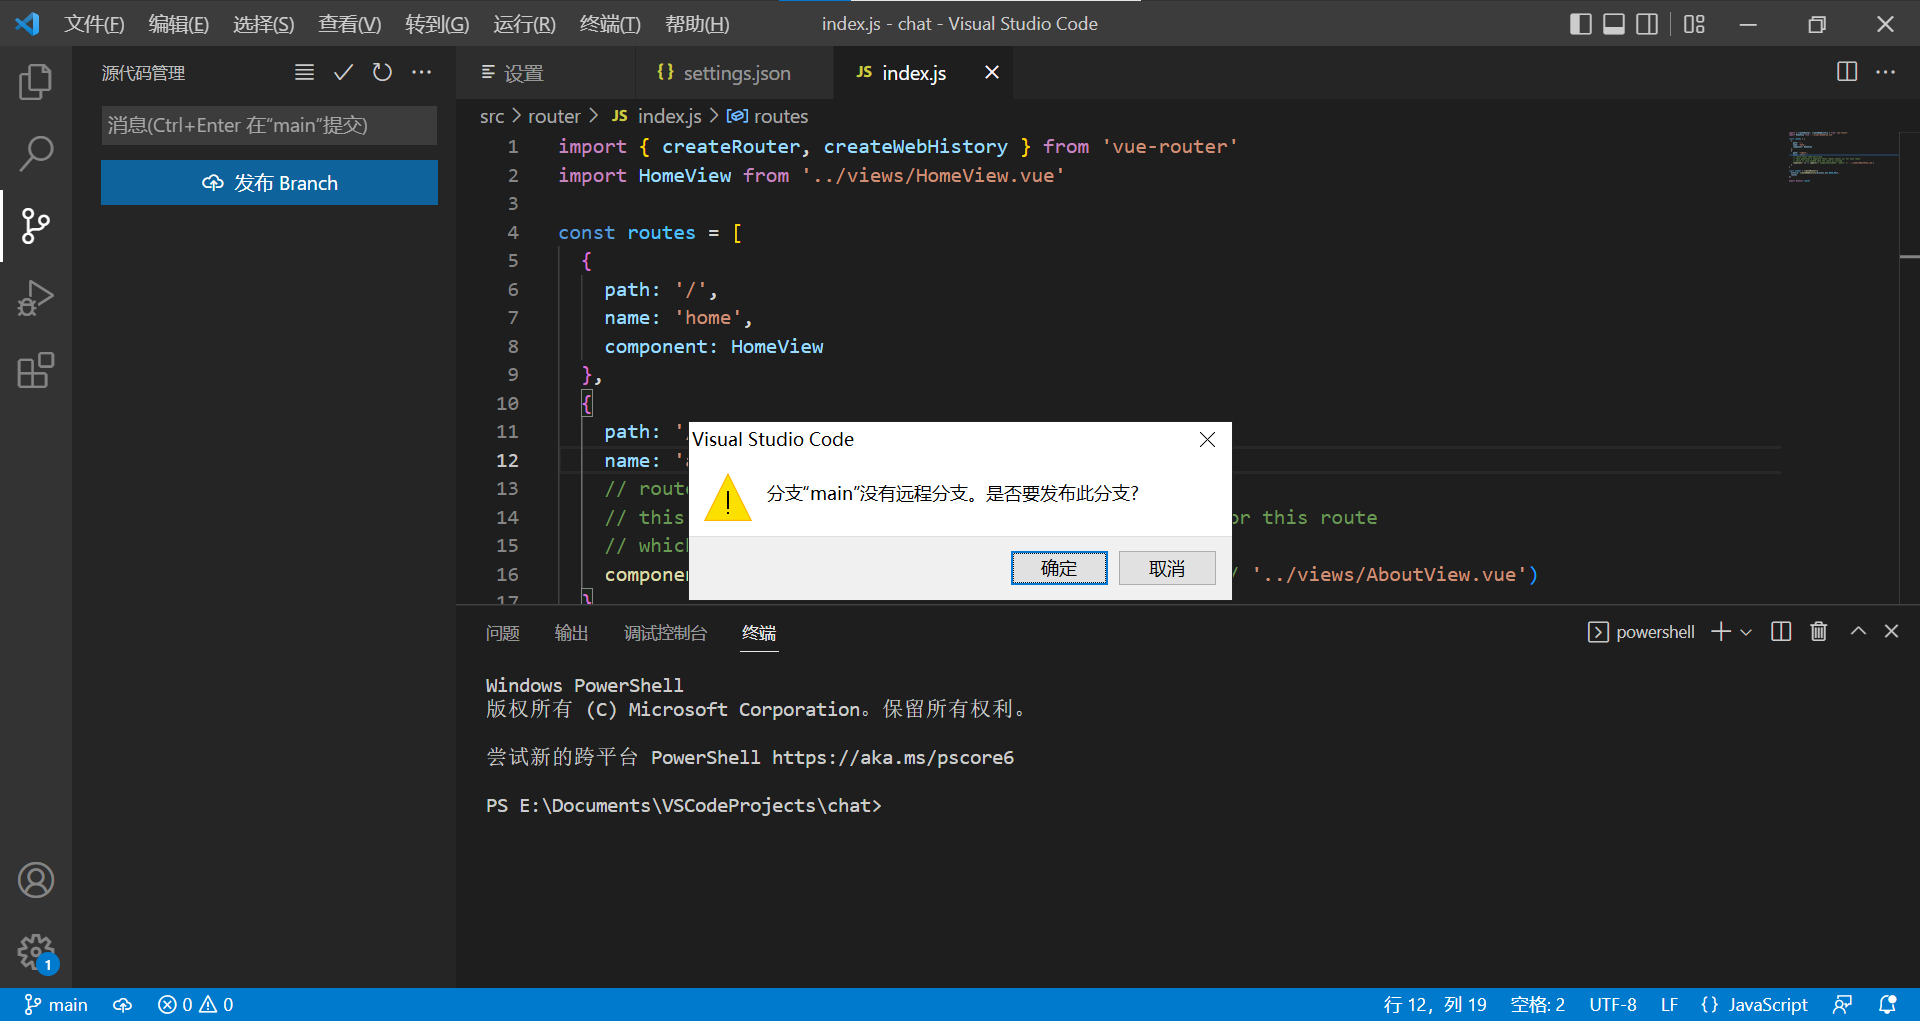 文件(F) 编辑(E) 选择(S) 查看(V) 转到(G) 运行(R) 终端(T) 帮助(H) index.js - chat - Visual Studio Code
源代码管理
消息(Ctrl+Enter 在“main”提交)
发布 Branch
设置 {} settings.json JS index.js
src > router > JS index.js > routes
1 import { createRouter, createWebHistory } from 'vue-router'
2 import HomeView from '../views/HomeView.vue'
3
4 const routes = [
5 {
6 path: '/',
7 name: 'home',
8 component: HomeView
9 },
10 {
11 path: '
12 name: '
13 // rout
14 // this or this route
15 // whic
16 compone '../views/AboutView.vue')
17 }
Visual Studio Code
分支“main”没有远程分支。是否要发布此分支?
确定 取消
问题 输出 调试控制台 终端 powershell
Windows PowerShell
版权所有 (C) Microsoft Corporation。保留所有权利。
尝试新的跨平台 PowerShell https://aka.ms/pscore6
PS E:\Documents\VSCodeProjects\chat>
1
main 0 0 行 12，列 19 空格: 2 UTF-8 LF {} JavaScript